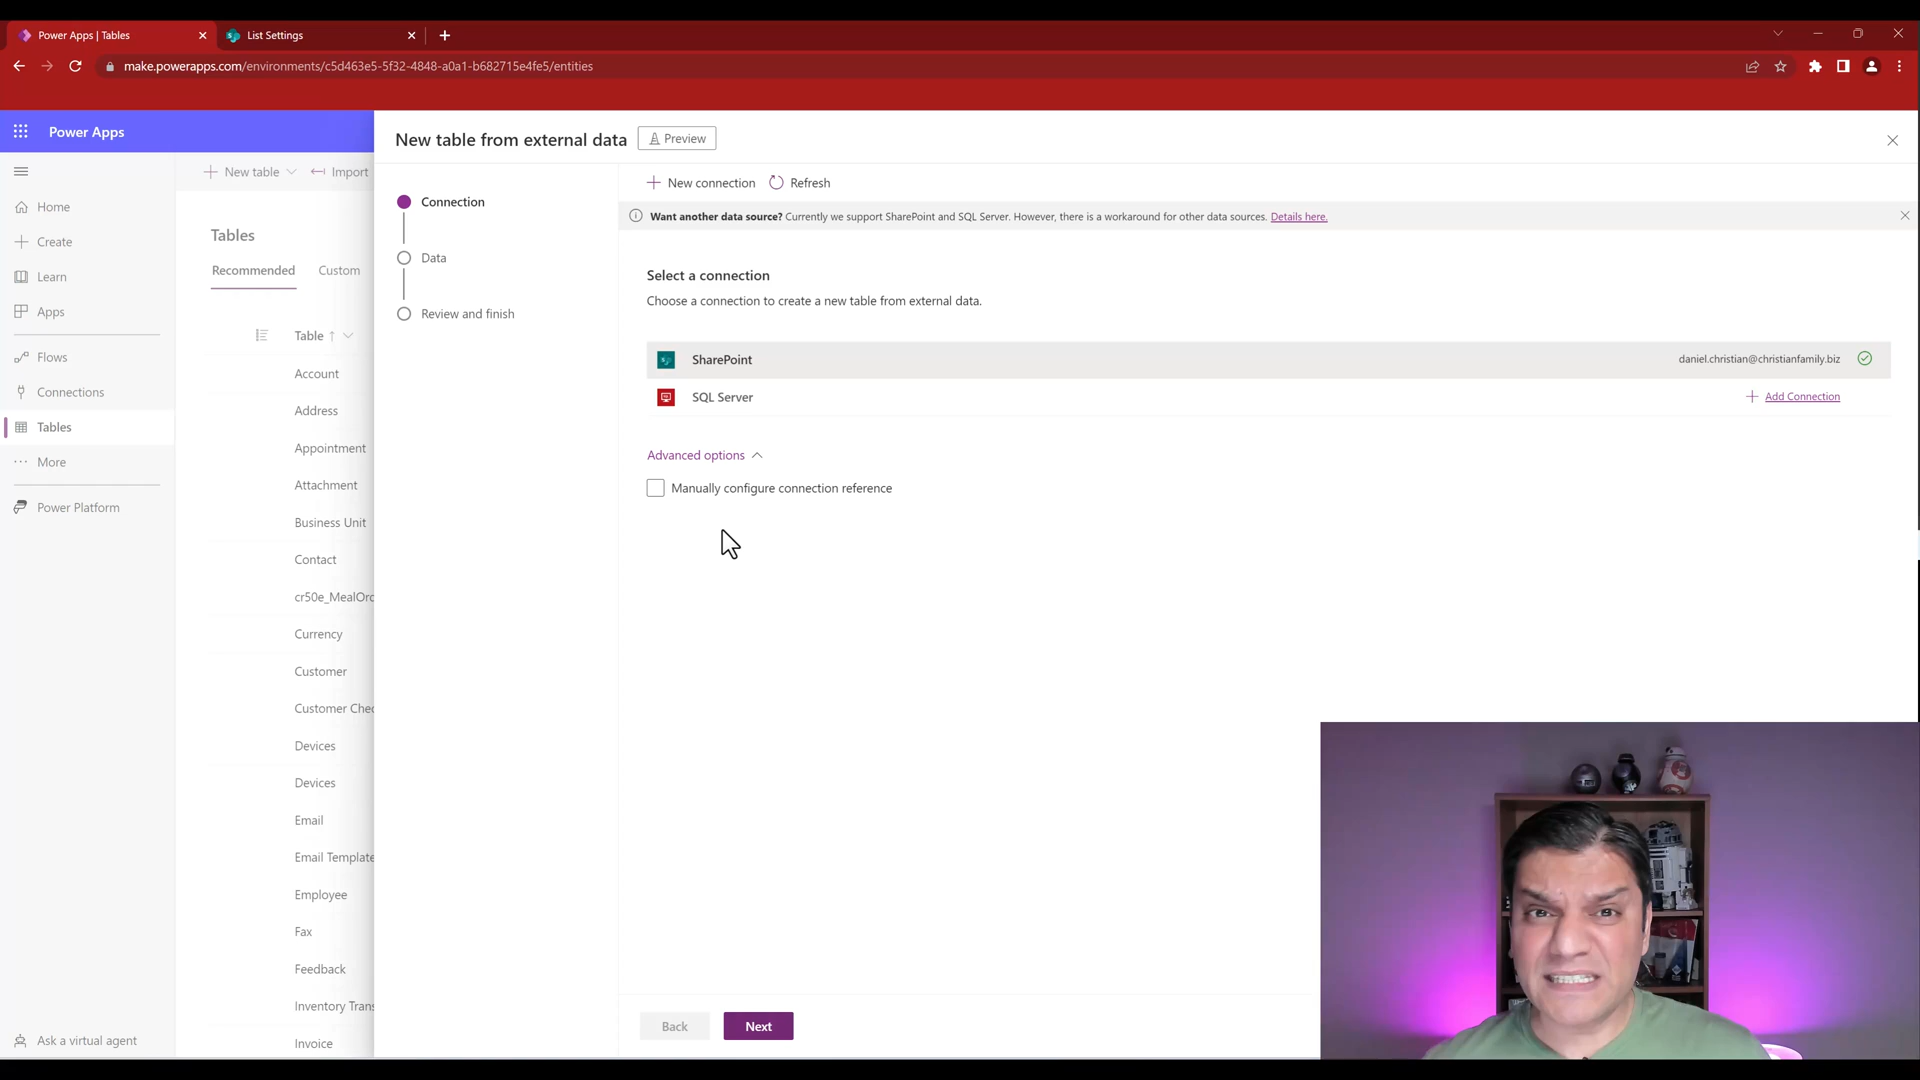 Power Apps | Tables
List Settings
make.powerapps.com/environments/c5d463e5-5f32-4848-a0a1-b682715e4fe5/entities
Power Apps
New table
Import
Home
Create
Learn
Apps
Flows
Connections
Tables
More
Power Platform
Ask a virtual agent
Tables
Recommended
Custom
Table
Account
Address
Appointment
Attachment
Business Unit
Contact
cr50e_MealOrc
Currency
Customer
Customer Chec
Devices
Devices
Email
Email Template
Employee
Fax
Feedback
Inventory Trans
Invoice
New table from external data
Preview
Connection
Data
Review and finish
New connection
Refresh
Want another data source? Currently we support SharePoint and SQL Server. However, there is a workaround for other data sources. Details here.
Select a connection
Choose a connection to create a new table from external data.
SharePoint
daniel.christian@christianfamily.biz
SQL Server
Add Connection
Advanced options
Manually configure connection reference
Back
Next